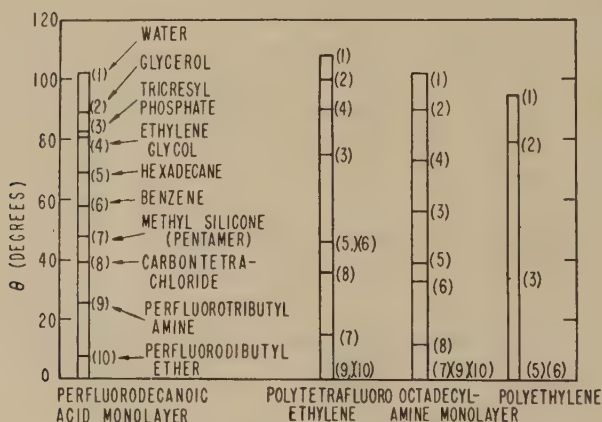 120
100
80
60
40
20
0
θ (DEGREES)
(1) WATER
(2) GLYCEROL
(3) TRICRESYL
PHOSPHATE
(4) ETHYLENE
GLYCOL
(5) HEXADECANE
(6) BENZENE
(7) METHYL SILICONE
(PENTAMER)
(8) CARBONTETRA-
CHLORIDE
(9) PERFLUOROTRIBUTYL
AMINE
(10) PERFLUORODIBUTYL
ETHER
PERFLUORODECANOIC
ACID MONOLAYER
(1)
(2)
(4)
(3)
(5)(6)
(8)
(7)
(9)(10)
POLYTETRAFLUORO
ETHYLENE
(1)
(2)
(4)
(3)
(5)
(6)
(8)
(7)(9)(10)
OCTADECYL-
AMINE MONOLAYER
(1)
(2)
(3)
(5)(6)
POLYETHYLENE